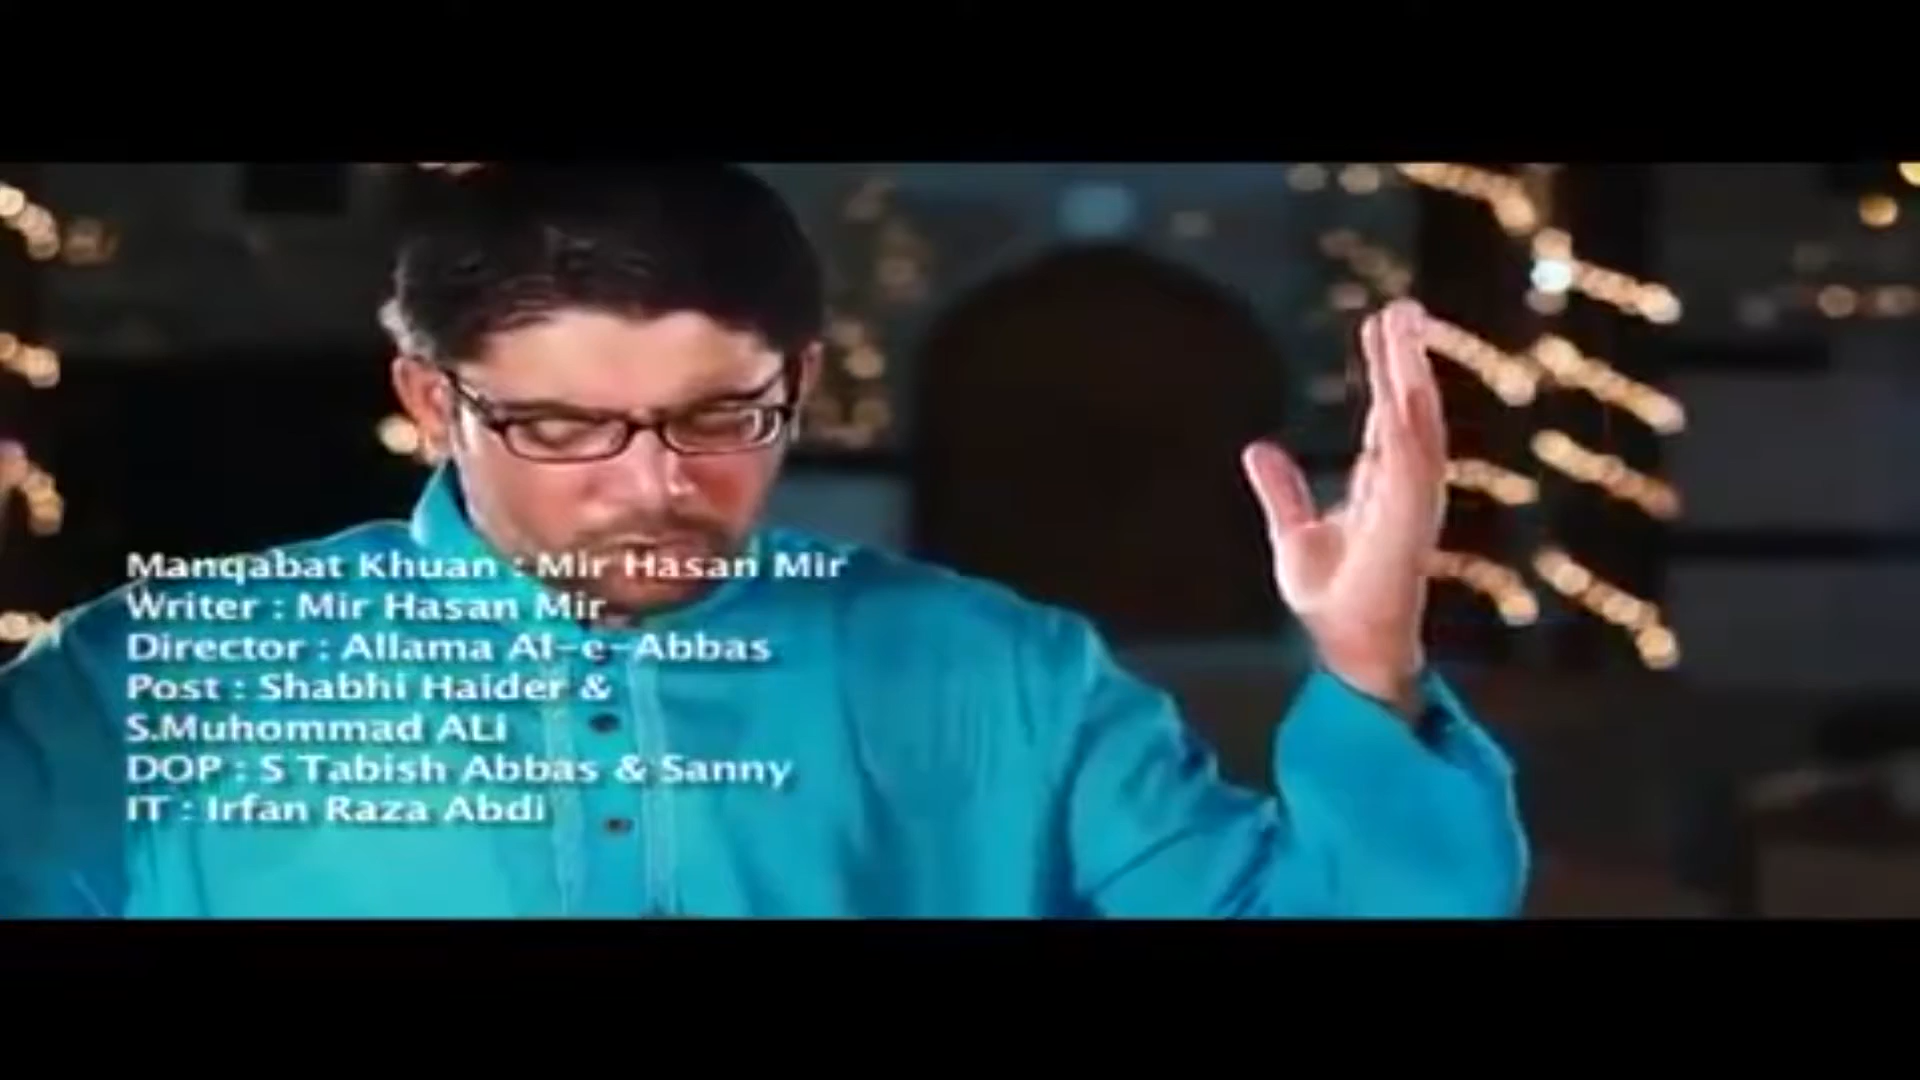 Manqabat Khuan : Mir Hasan Mir
Writer : Mir Hasan Mir
Director : Allama Al-e-Abbas
Post : Shabhi Haider &
S.Muhommad ALi
DOP : S Tabish Abbas & Sanny
IT : Irfan Raza Abdi